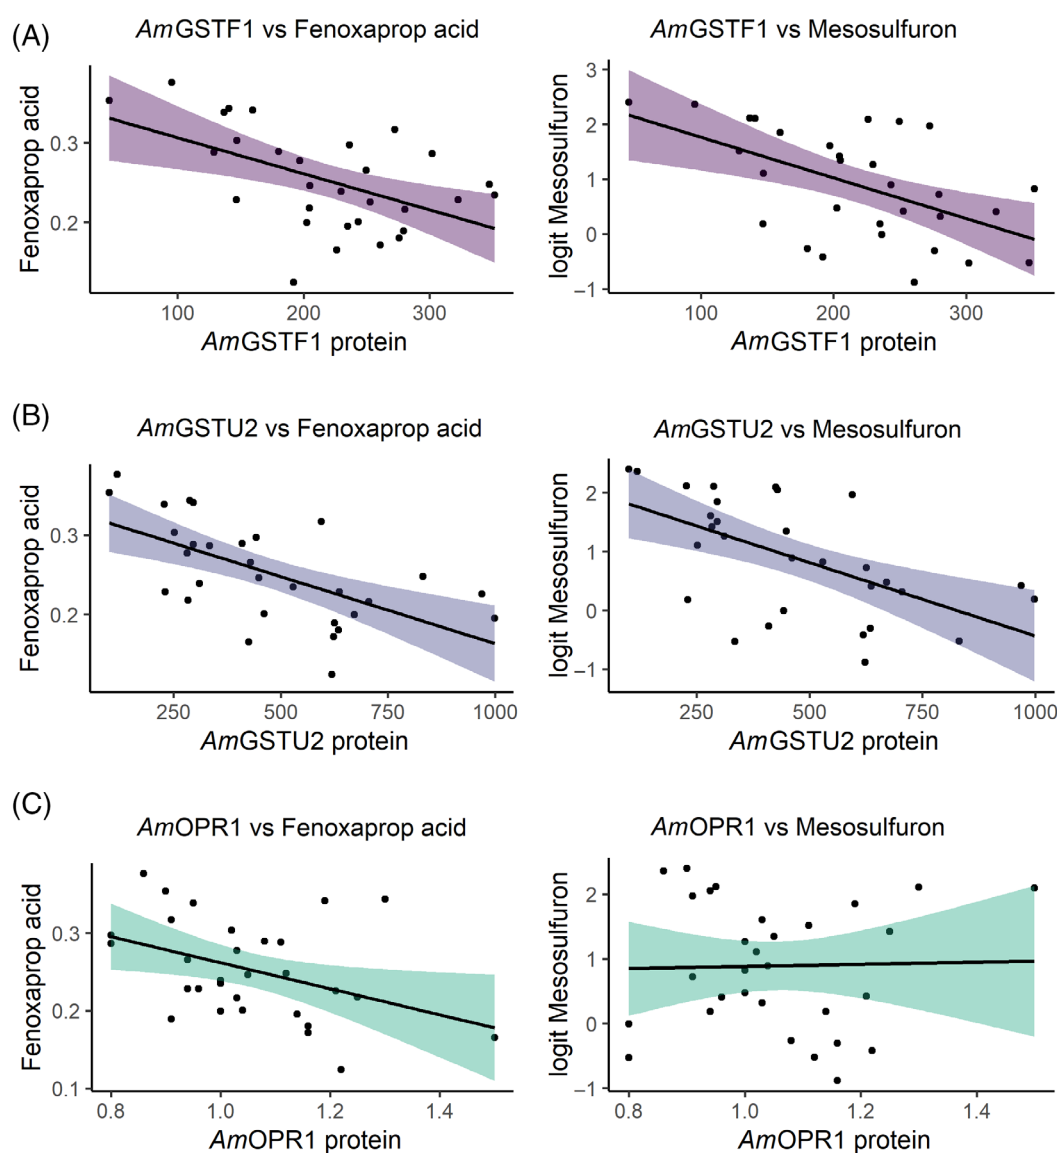 (A)
AmGSTF1 vs Fenoxaprop acid
Fenoxaprop acid
0.3
0.2
100 200 300
AmGSTF1 protein
AmGSTF1 vs Mesosulfuron
logit Mesosulfuron
3
2
1
0
−1
100 200 300
AmGSTF1 protein
(B)
AmGSTU2 vs Fenoxaprop acid
Fenoxaprop acid
0.3
0.2
250 500 750 1000
AmGSTU2 protein
AmGSTU2 vs Mesosulfuron
logit Mesosulfuron
2
1
0
−1
250 500 750 1000
AmGSTU2 protein
(C)
AmOPR1 vs Fenoxaprop acid
Fenoxaprop acid
0.3
0.2
0.1
0.8 1.0 1.2 1.4
AmOPR1 protein
AmOPR1 vs Mesosulfuron
logit Mesosulfuron
2
1
0
−1
0.8 1.0 1.2 1.4
AmOPR1 protein